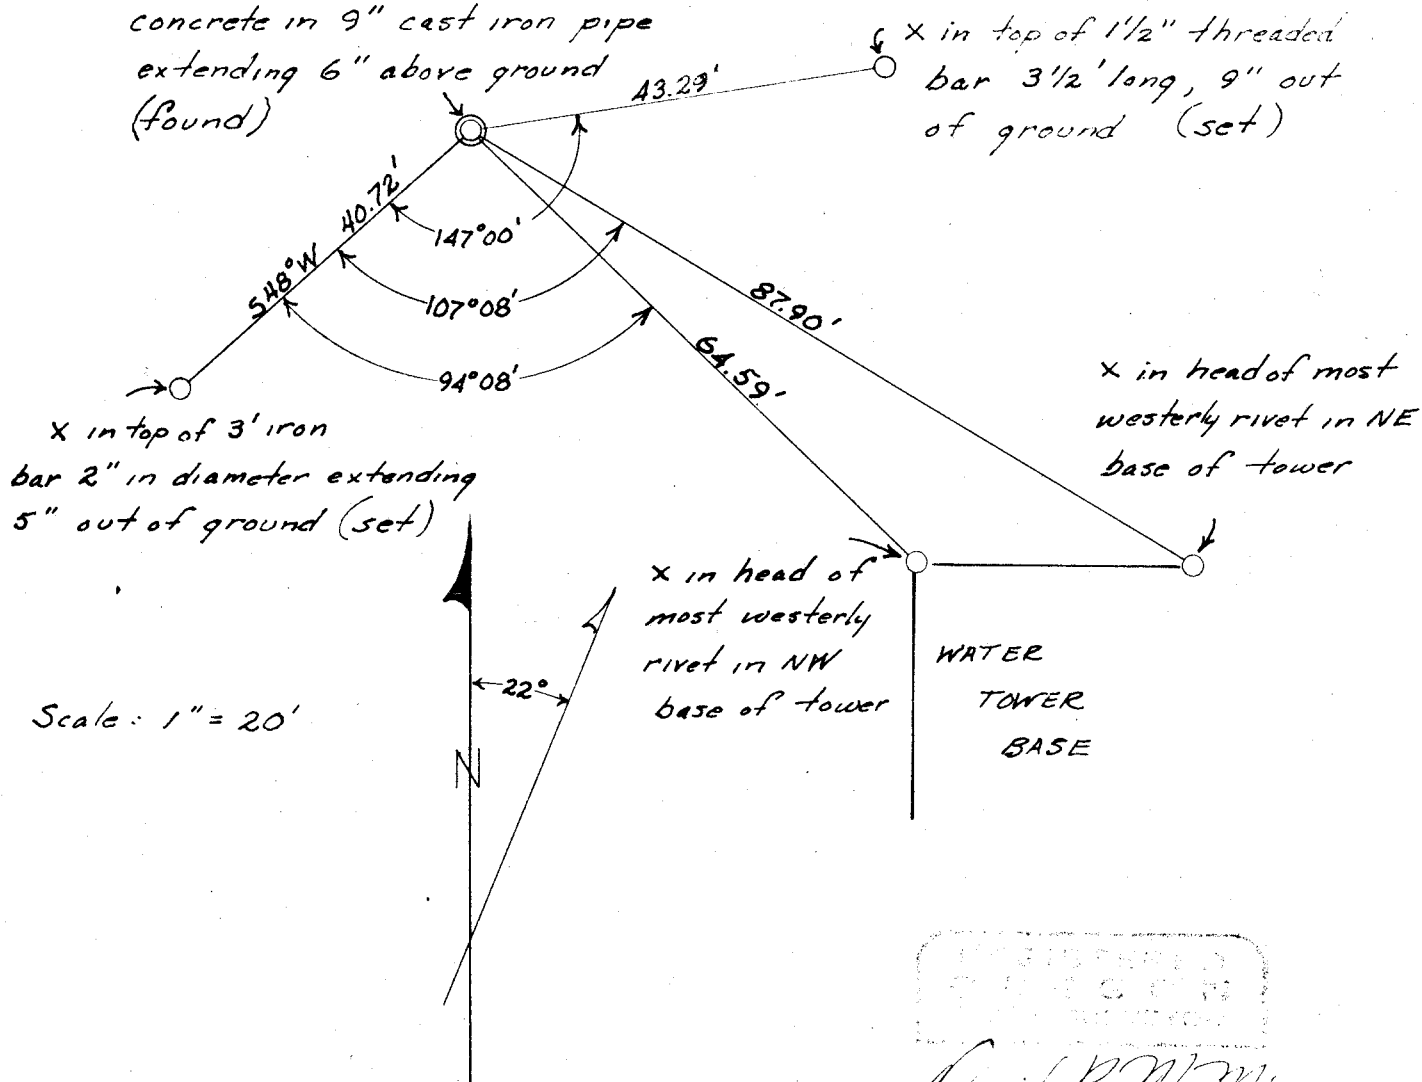 concrete in 9" cast iron pipe
extending 6" above ground
(found)
x in top of 1 1/2" threaded
bar 3 1/2' long, 9" out
of ground (set)
43.29'
40.72'
S48°W
147°00'
107°08'
94°08'
87.90'
64.59'
x in top of 3' iron
bar 2" in diameter extending
5" out of ground (set)
x in head of most
westerly rivet in NE
base of tower
x in head of
most westerly
rivet in NW
base of tower
WATER
TOWER
BASE
22°
N
Scale: 1" = 20'